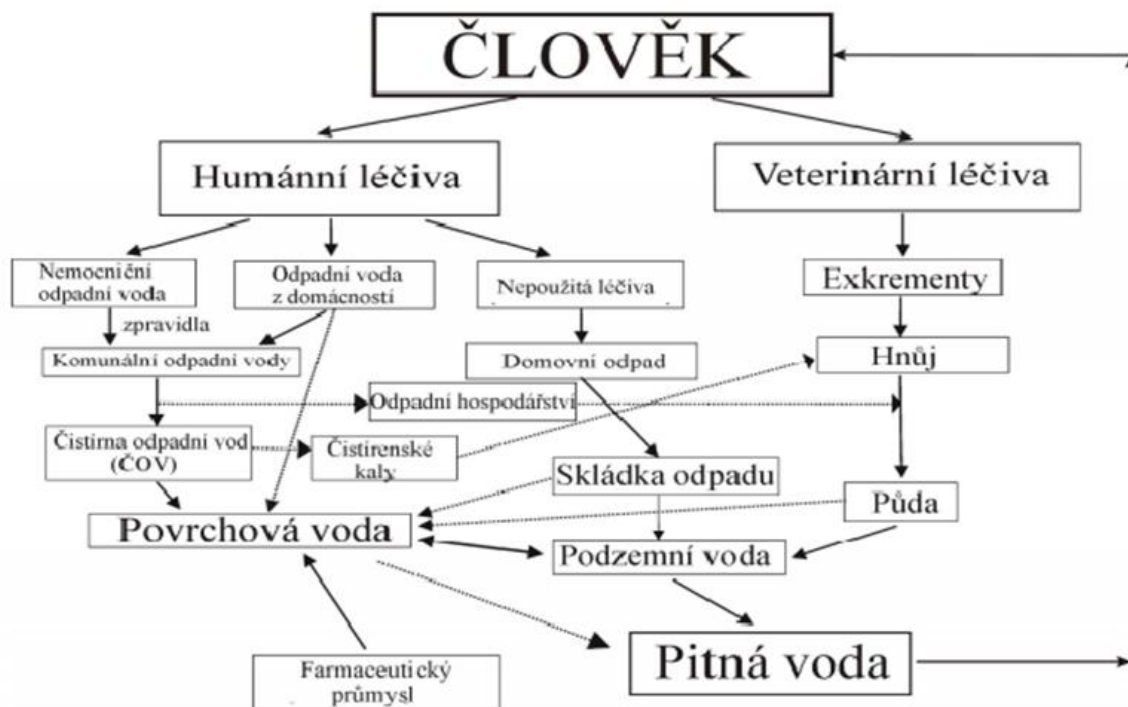 ČLOVĚK
Humánní léčiva
Veterinární léčiva
Nemocniční
odpadní voda
Odpadní voda
z domácností
Nepoužitá léčiva
Exkrementy
zpravidla
Komunální odpadní vody
Domovní odpad
Hnůj
Odpadní hospodářství
Čistírna odpadní vod
(ČOV)
Čistírenské
kaly
Skládka odpadu
Půda
Povrchová voda
Podzemní voda
Farmaceutický
průmysl
Pitná voda